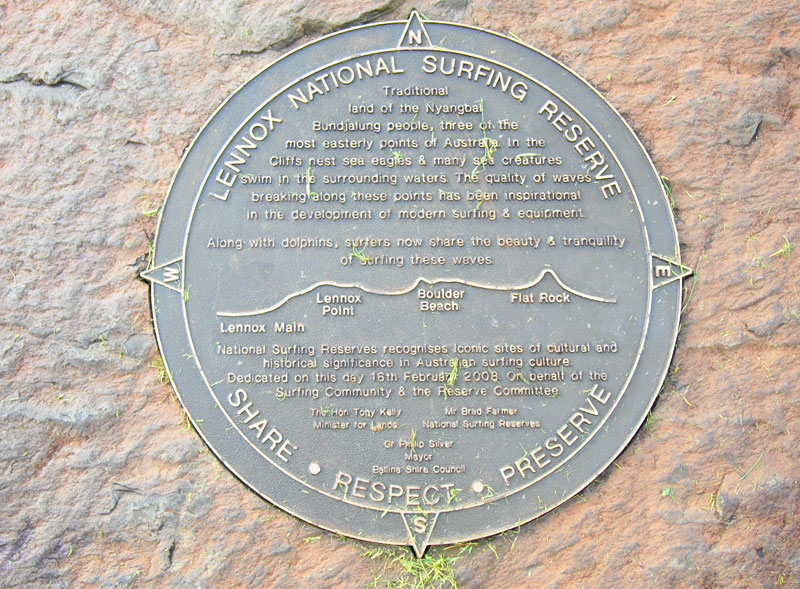 N
LENNOX NATIONAL SURFING RESERVE
Traditional
land of the Nyangbal
Bundjalung people, three of the
most easterly points of Australia. In the
Cliffs nest sea eagles & many sea creatures
swim in the surrounding waters. The quality of waves
breaking along these points has been inspirational
in the development of modern surfing & equipment.
Along with dolphins, surfers now share the beauty & tranquility
of surfing these waves.
W
E
Lennox Main
Lennox
Point
Boulder
Beach
Flat Rock
National Surfing Reserves recognises iconic sites of cultural and
historical significance in Australian surfing culture.
Dedicated on this day 16th February 2008. On behalf of the
Surfing Community & the Reserve Committee
The Hon Tony Kelly
Minister for Lands
Mr Brad Farmer
National Surfing Reserves
Cr Philip Silver
Mayor
Ballina Shire Council
SHARE • RESPECT • PRESERVE
S